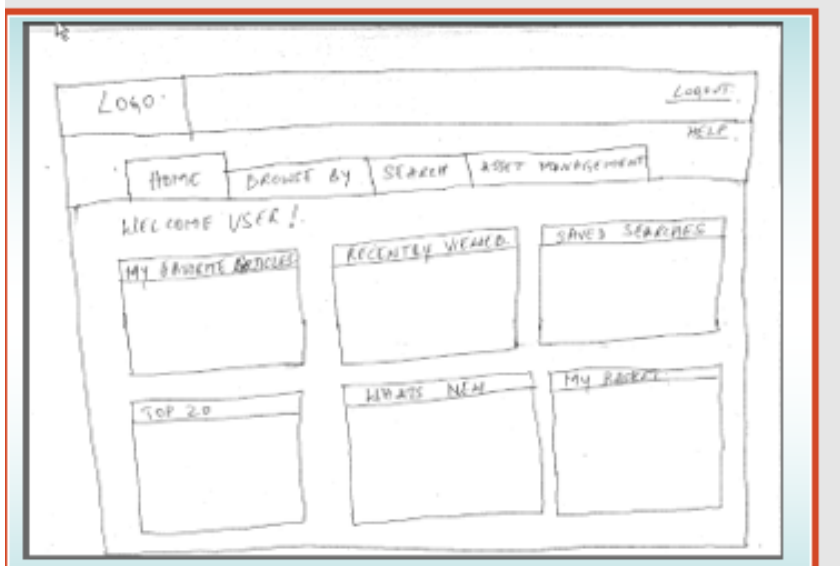 LOGO.
LOGOUT
HELP
HOME
BROWSE BY
SEARCH
ASSET MANAGEMENT
WELCOME USER!
MY FAVORITE ARTICLES
RECENTLY VIEWED
SAVED SEARCHES
TOP 20
WHATS NEW
MY BASKET